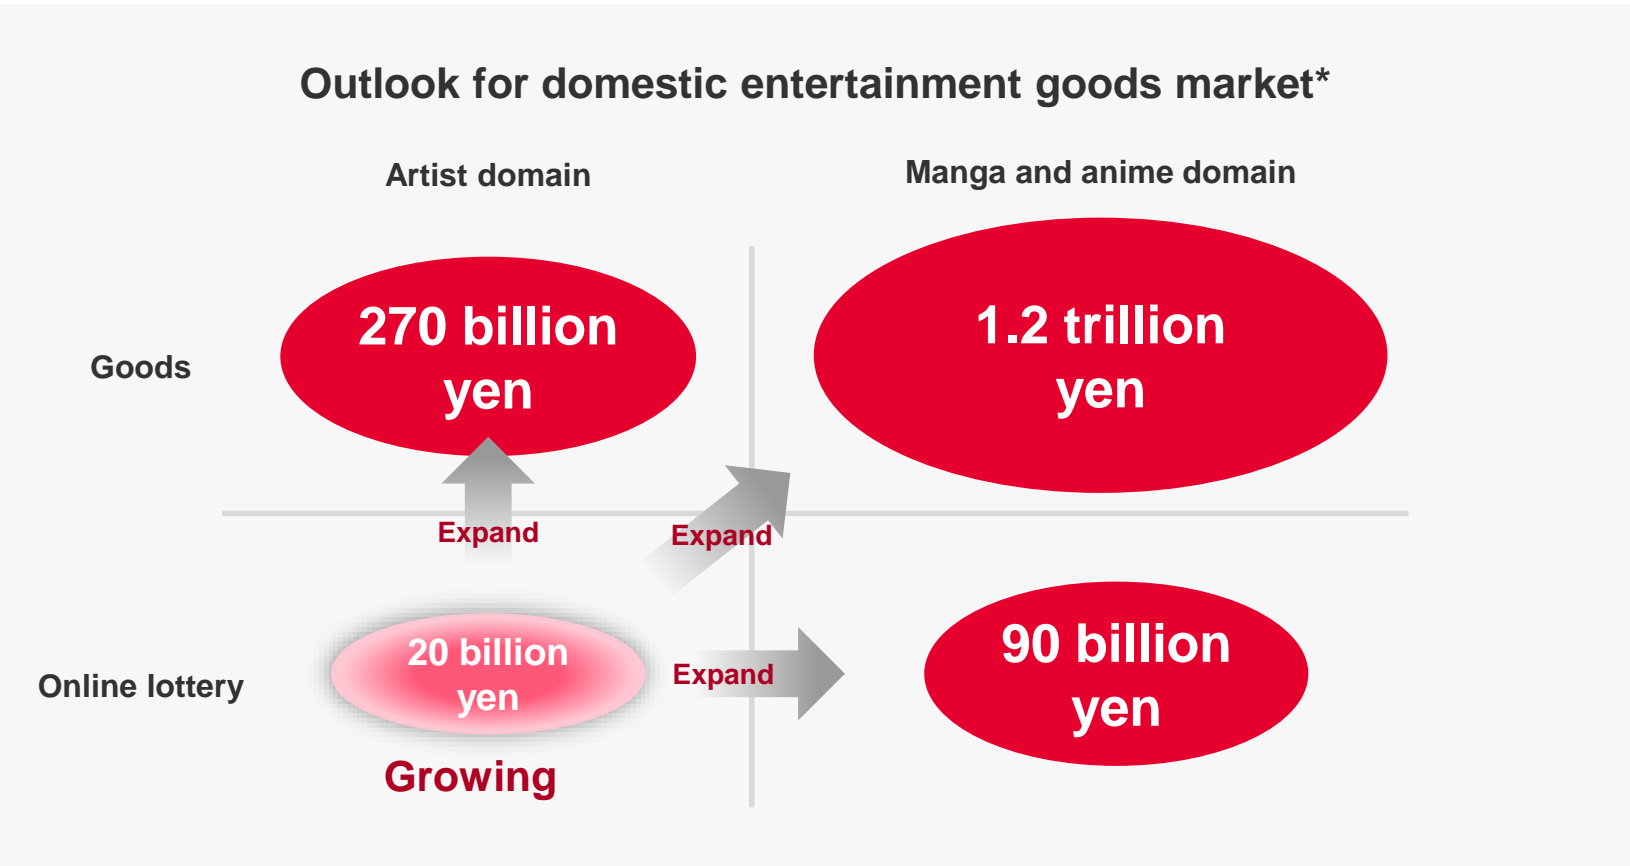 Outlook for domestic entertainment goods market*
Artist domain
Manga and anime domain
Goods
270 billion
yen
1.2 trillion
yen
Expand
Expand
Online lottery
20 billion
yen
Expand
90 billion
yen
Growing